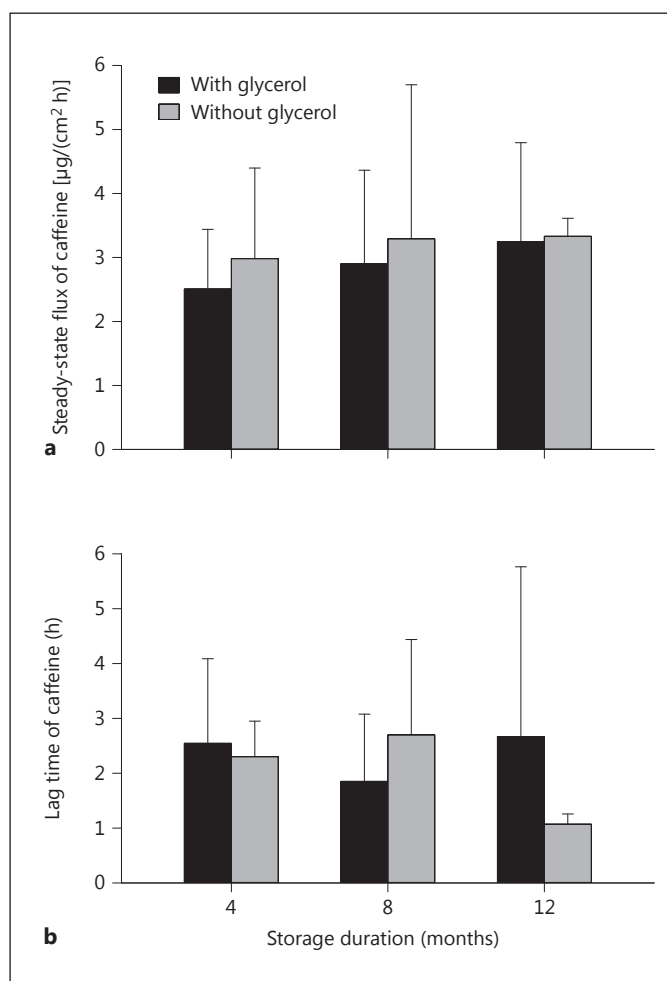 6
With glycerol
Without glycerol
5
4
3
2
1
0
Steady-state flux of caffeine [µg/(cm² h)]
a
6
5
4
3
2
1
0
Lag time of caffeine (h)
4 8 12
Storage duration (months)
b